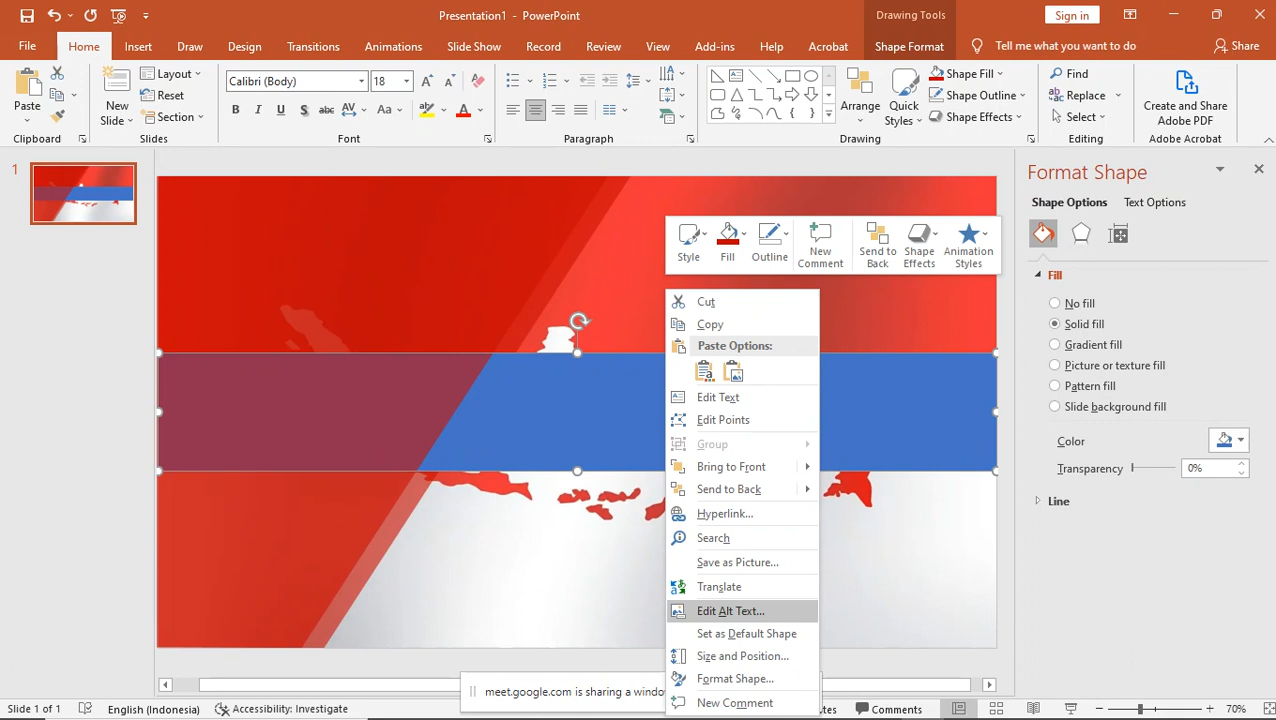 Presentation1 - PowerPoint
Drawing Tools
Sign in
File Home Insert Draw Design Transitions Animations Slide Show Record Review View Add-ins Acrobat Help Shape Format Tell me what you want to do Share
Paste
New Slide
Layout
Reset
Section
Calibri (Body) 18
Arrange
Quick Styles
Shape Fill
Shape Outline
Shape Effects
Find
Replace
Select
Create and Share Adobe PDF
Clipboard Slides Font Paragraph Drawing Editing Adobe Acrobat
1
Style Fill Outline New Comment Send to Back Shape Effects Animation Styles
Cut
Copy
Paste Options:
Edit Text
Edit Points
Group
Bring to Front
Send to Back
Hyperlink...
Search
Save as Picture...
Translate
Edit Alt Text...
Set as Default Shape
Size and Position...
Format Shape...
New Comment
Format Shape
Shape Options Text Options
Fill
No fill
Solid fill
Gradient fill
Picture or texture fill
Pattern fill
Slide background fill
Color
Transparency 0%
Line
meet.google.com is sharing a window
Slide 1 of 1 English (Indonesia) Accessibility: Investigate Comments 70%